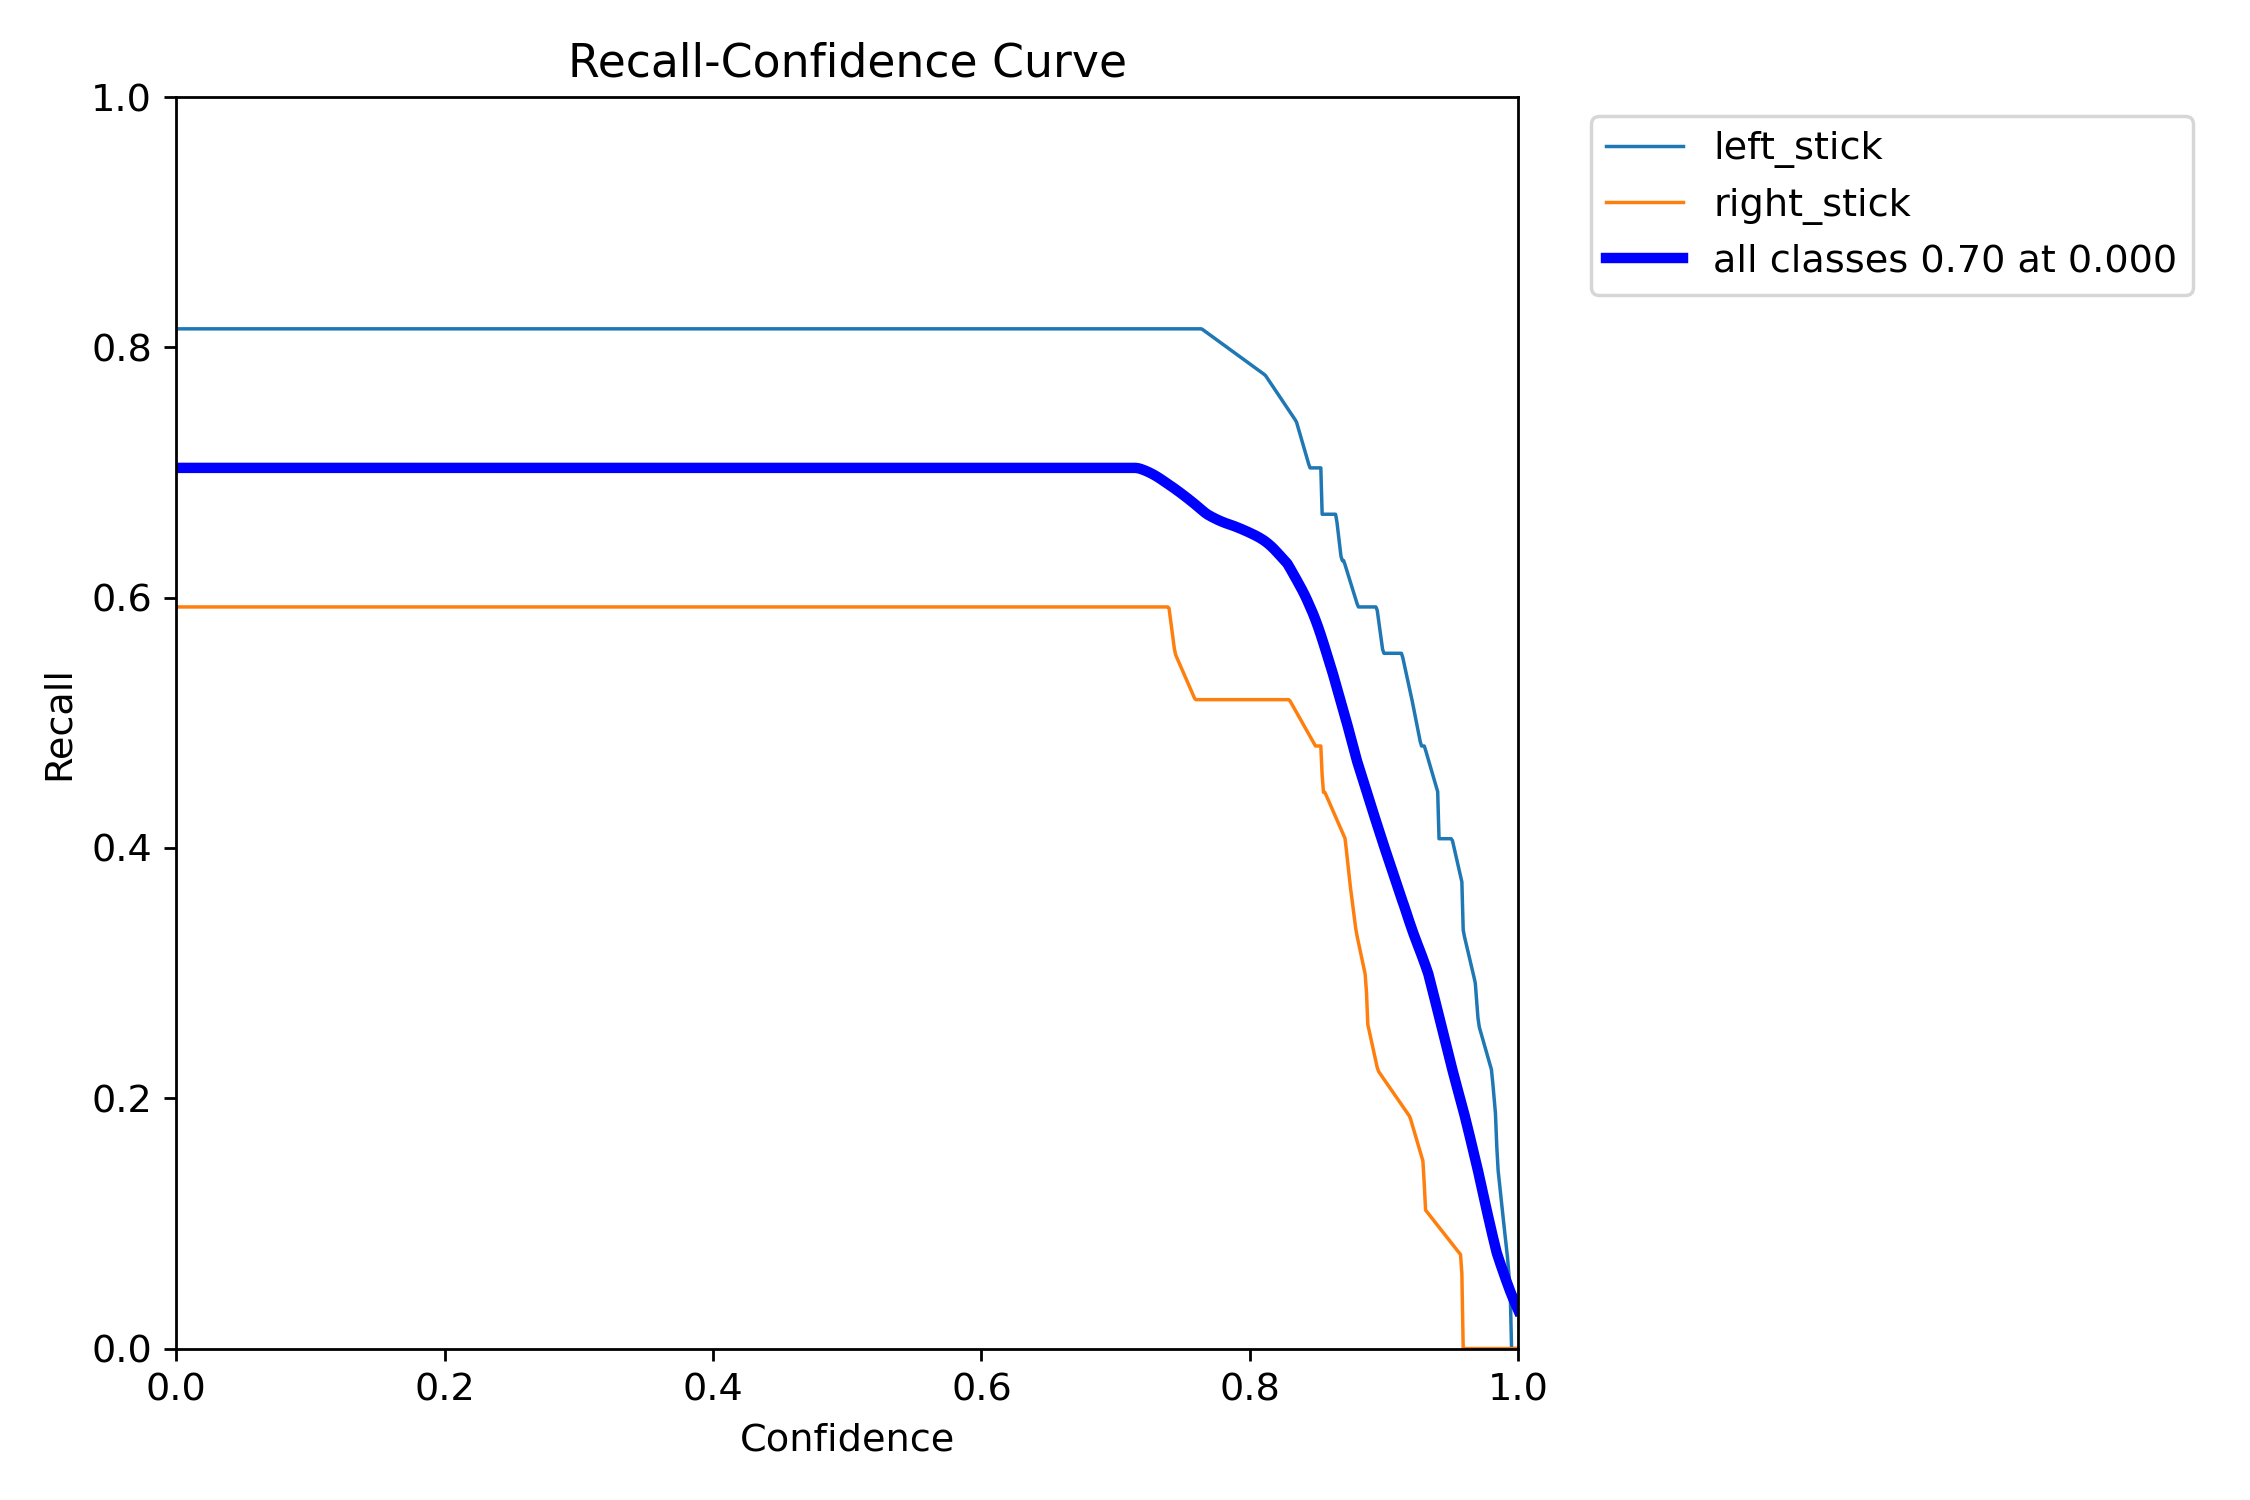 Recall-Confidence Curve
1.0
0.8
0.6
0.4
0.2
0.0
Recall
0.0 0.2 0.4 0.6 0.8 1.0
Confidence
left_stick
right_stick
all classes 0.70 at 0.000